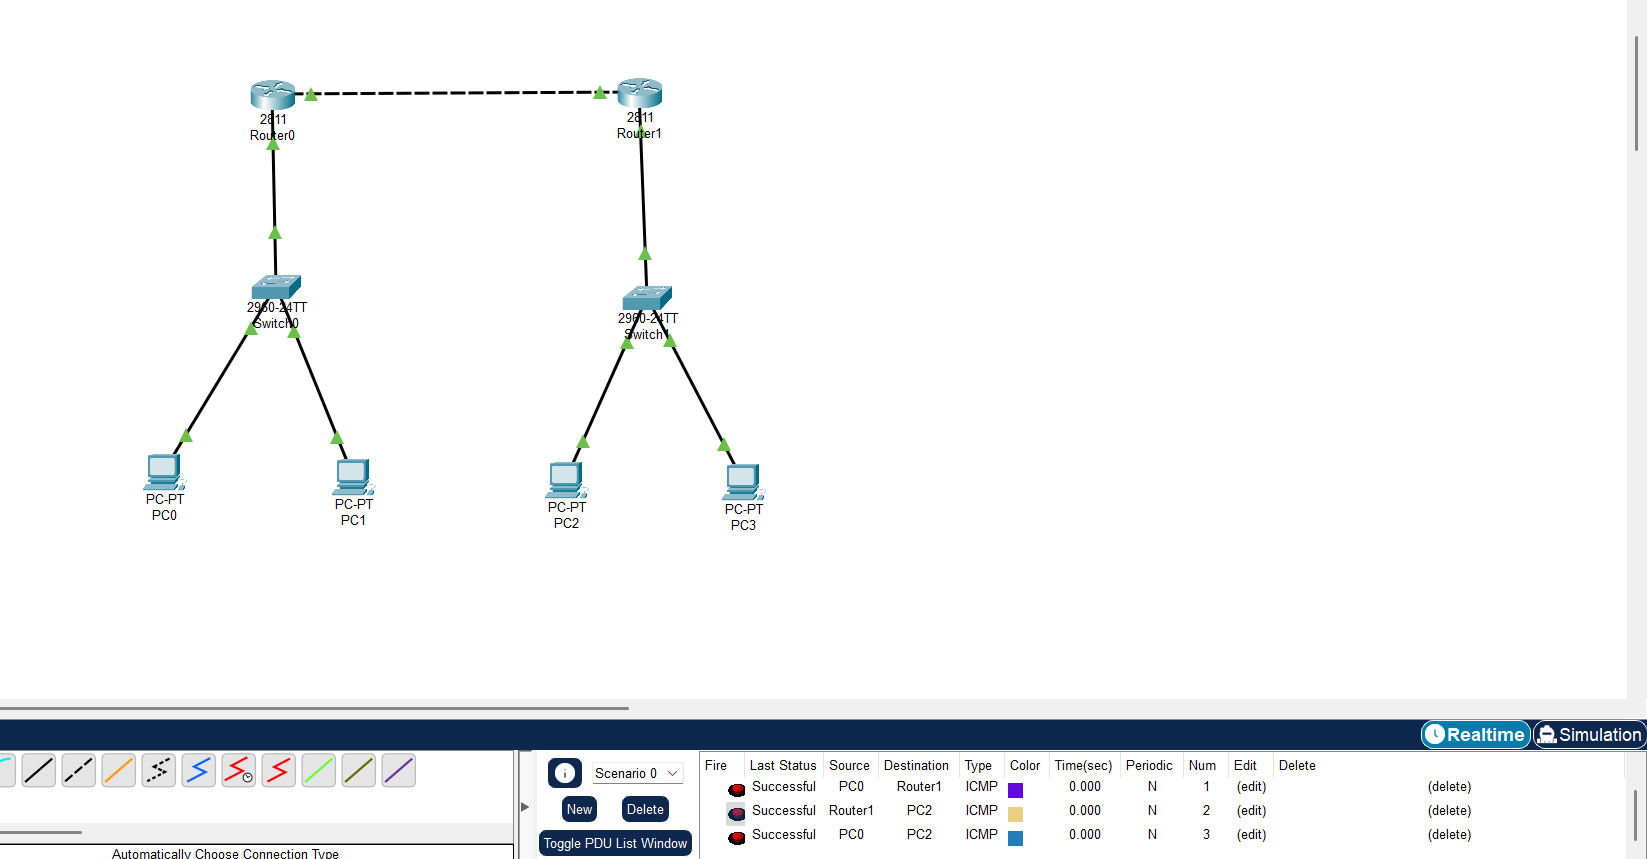 2811
Router0
2811
Router1
2960-24TT
Switch0
2960-24TT
Switch1
PC-PT
PC0
PC-PT
PC1
PC-PT
PC2
PC-PT
PC3
Realtime
Simulation
Scenario 0
New
Delete
Toggle PDU List Window
Fire Last Status Source Destination Type Color Time(sec) Periodic Num Edit Delete
Successful PC0 Router1 ICMP 0.000 N 1 (edit) (delete)
Successful Router1 PC2 ICMP 0.000 N 2 (edit) (delete)
Successful PC0 PC2 ICMP 0.000 N 3 (edit) (delete)
Automatically Choose Connection Type